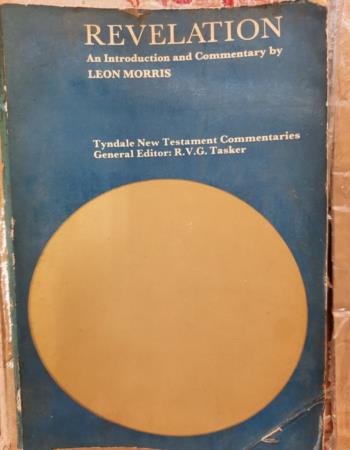 REVELATION
An Introduction and Commentary by
LEON MORRIS
Tyndale New Testament Commentaries
General Editor: R.V.G. Tasker